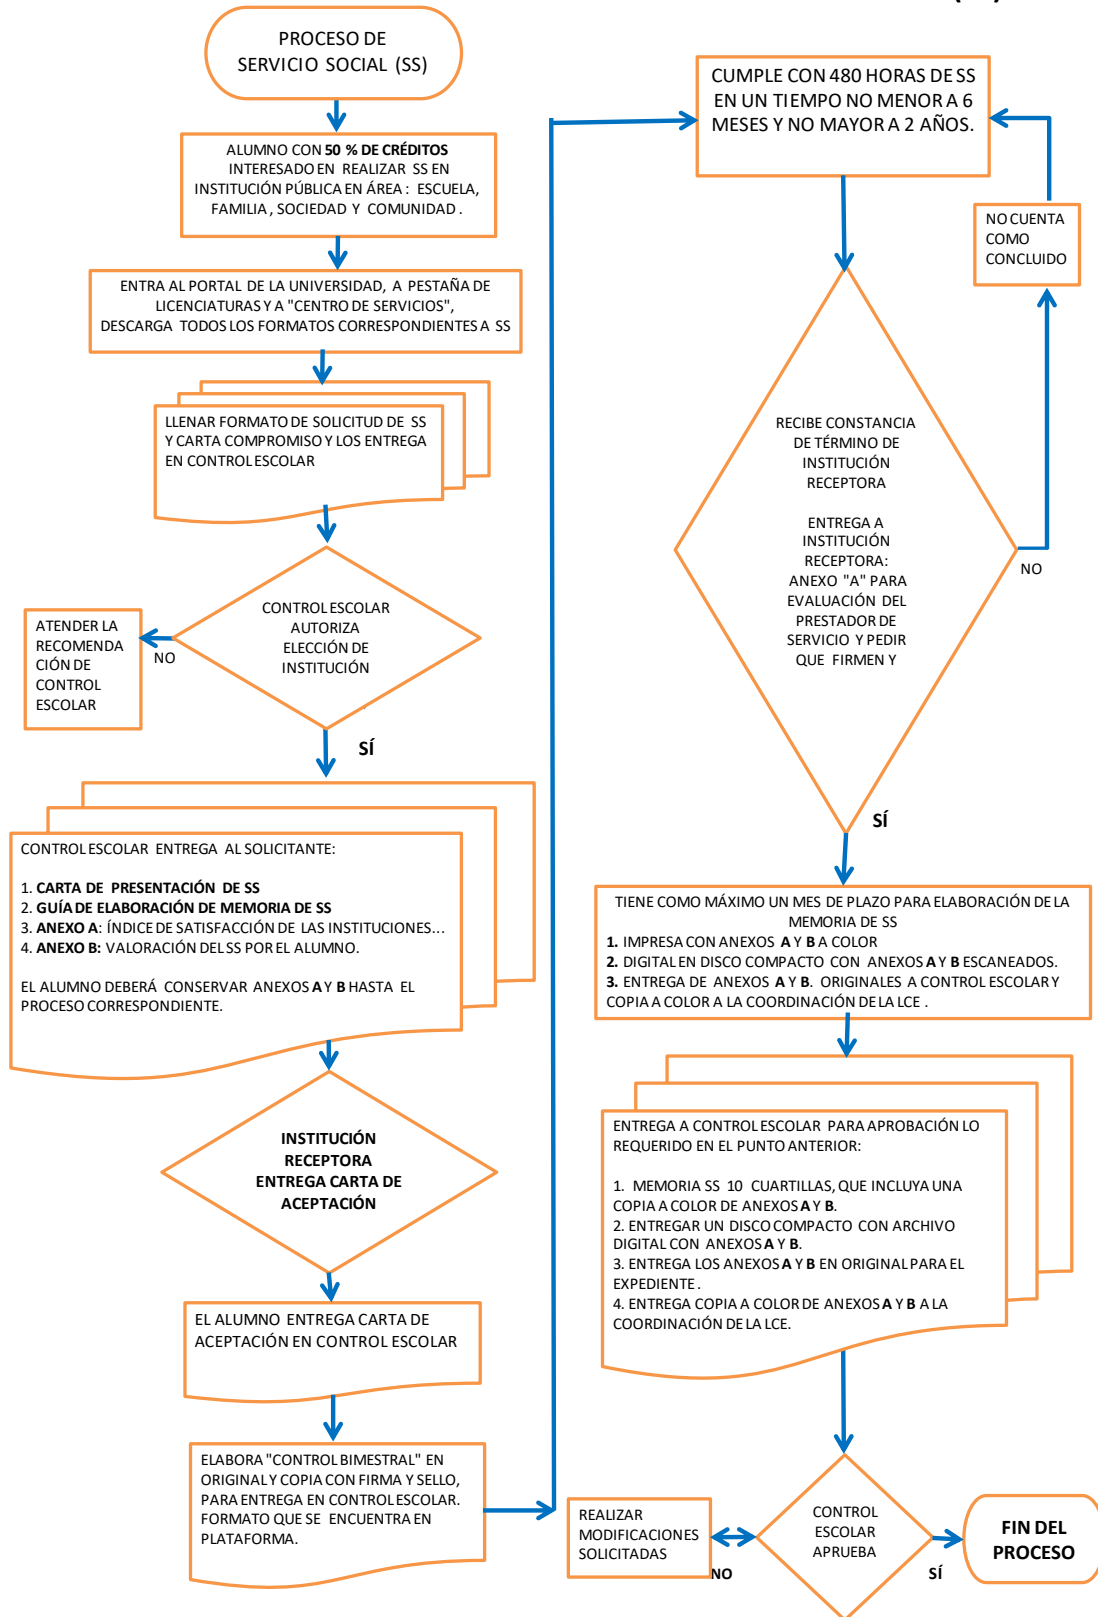 PROCESO DE
SERVICIO SOCIAL (SS)
ALUMNO CON 50 % DE CRÉDITOS
INTERESADO EN REALIZAR SS EN
INSTITUCIÓN PÚBLICA EN ÁREA : ESCUELA,
FAMILIA , SOCIEDAD Y COMUNIDAD .
ENTRA AL PORTAL DE LA UNIVERSIDAD, A PESTAÑA DE
LICENCIATURAS Y A "CENTRO DE SERVICIOS",
DESCARGA TODOS LOS FORMATOS CORRESPONDIENTES A SS
LLENAR FORMATO DE SOLICITUD DE SS
Y CARTA COMPROMISO Y LOS ENTREGA
EN CONTROL ESCOLAR
CONTROL ESCOLAR
AUTORIZA
ELECCIÓN DE
INSTITUCIÓN
NO
ATENDER LA
RECOMENDA
CIÓN DE
CONTROL
ESCOLAR
SÍ
CONTROL ESCOLAR ENTREGA AL SOLICITANTE:
1. CARTA DE PRESENTACIÓN DE SS
2. GUÍA DE ELABORACIÓN DE MEMORIA DE SS
3. ANEXO A: ÍNDICE DE SATISFACCIÓN DE LAS INSTITUCIONES...
4. ANEXO B: VALORACIÓN DEL SS POR EL ALUMNO.
EL ALUMNO DEBERÁ CONSERVAR ANEXOS A Y B HASTA EL
PROCESO CORRESPONDIENTE.
INSTITUCIÓN
RECEPTORA
ENTREGA CARTA DE
ACEPTACIÓN
EL ALUMNO ENTREGA CARTA DE
ACEPTACIÓN EN CONTROL ESCOLAR
ELABORA "CONTROL BIMESTRAL" EN
ORIGINAL Y COPIA CON FIRMA Y SELLO,
PARA ENTREGA EN CONTROL ESCOLAR.
FORMATO QUE SE ENCUENTRA EN
PLATAFORMA.
CUMPLE CON 480 HORAS DE SS
EN UN TIEMPO NO MENOR A 6
MESES Y NO MAYOR A 2 AÑOS.
NO CUENTA
COMO
CONCLUIDO
RECIBE CONSTANCIA
DE TÉRMINO DE
INSTITUCIÓN
RECEPTORA
ENTREGA A
INSTITUCIÓN
RECEPTORA:
ANEXO "A" PARA
EVALUACIÓN DEL
PRESTADOR DE
SERVICIO Y PEDIR
QUE FIRMEN Y
NO
SÍ
TIENE COMO MÁXIMO UN MES DE PLAZO PARA ELABORACIÓN DE LA
MEMORIA DE SS
1. IMPRESA CON ANEXOS A Y B A COLOR
2. DIGITAL EN DISCO COMPACTO CON ANEXOS A Y B ESCANEADOS.
3. ENTREGA DE ANEXOS A Y B. ORIGINALES A CONTROL ESCOLAR Y
COPIA A COLOR A LA COORDINACIÓN DE LA LCE .
ENTREGA A CONTROL ESCOLAR PARA APROBACIÓN LO
REQUERIDO EN EL PUNTO ANTERIOR:
1. MEMORIA SS 10 CUARTILLAS, QUE INCLUYA UNA
COPIA A COLOR DE ANEXOS A Y B.
2. ENTREGAR UN DISCO COMPACTO CON ARCHIVO
DIGITAL CON ANEXOS A Y B.
3. ENTREGA LOS ANEXOS A Y B EN ORIGINAL PARA EL
EXPEDIENTE .
4. ENTREGA COPIA A COLOR DE ANEXOS A Y B A LA
COORDINACIÓN DE LA LCE.
CONTROL
ESCOLAR
APRUEBA
REALIZAR
MODIFICACIONES
SOLICITADAS
NO
SÍ
FIN DEL
PROCESO